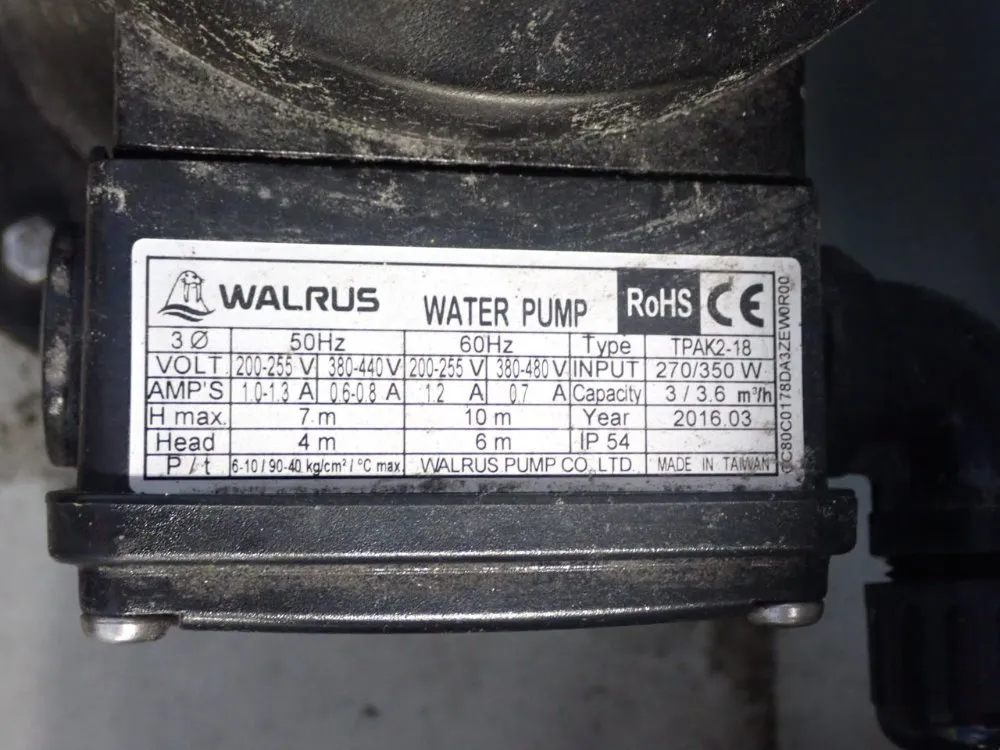 WALRUS WATER PUMP RoHS CE
3 Ø 50Hz 60Hz Type TPAK2-18
VOLT 200-255 V 380-440 V 200-255 V 380-480 V INPUT 270/350 W
AMP'S 1.0-1.3 A 0.6-0.8 A 1.2 A 0.7 A Capacity 3 / 3.6 m³/h
H max. 7 m 10 m Year 2016.03
Head 4 m 6 m IP 54
P / t 6-10 / 90-40 kg/cm² / °C max. WALRUS PUMP CO., LTD. MADE IN TAIWAN